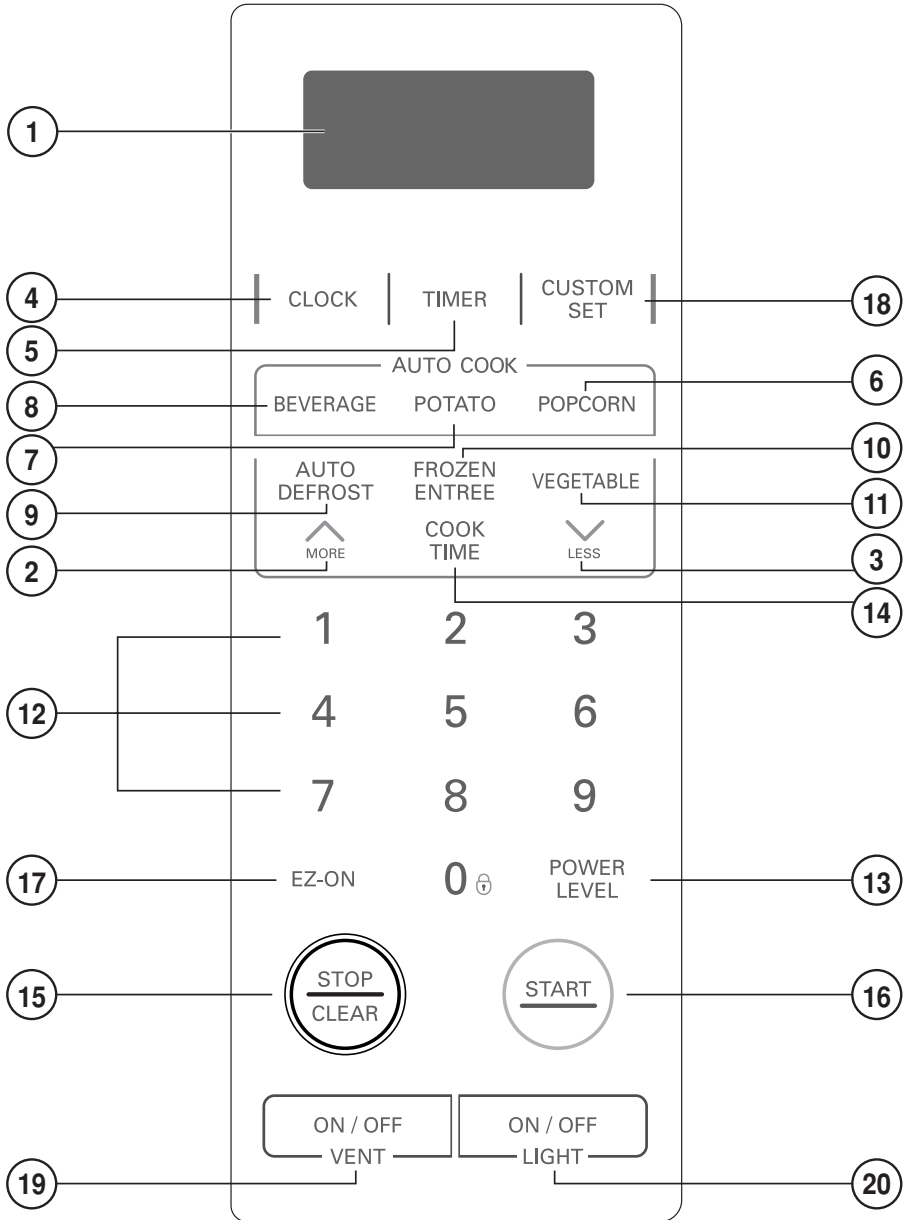 1
4 CLOCK TIMER CUSTOM SET 18
5
AUTO COOK
6
8 BEVERAGE POTATO POPCORN
7
10
AUTO DEFROST FROZEN ENTREE VEGETABLE
9
11
MORE COOK TIME LESS
2
3
14
1 2 3
12 4 5 6
7 8 9
17 EZ-ON 0 POWER LEVEL 13
15 STOP CLEAR START 16
ON / OFF ON / OFF
VENT LIGHT
19 20